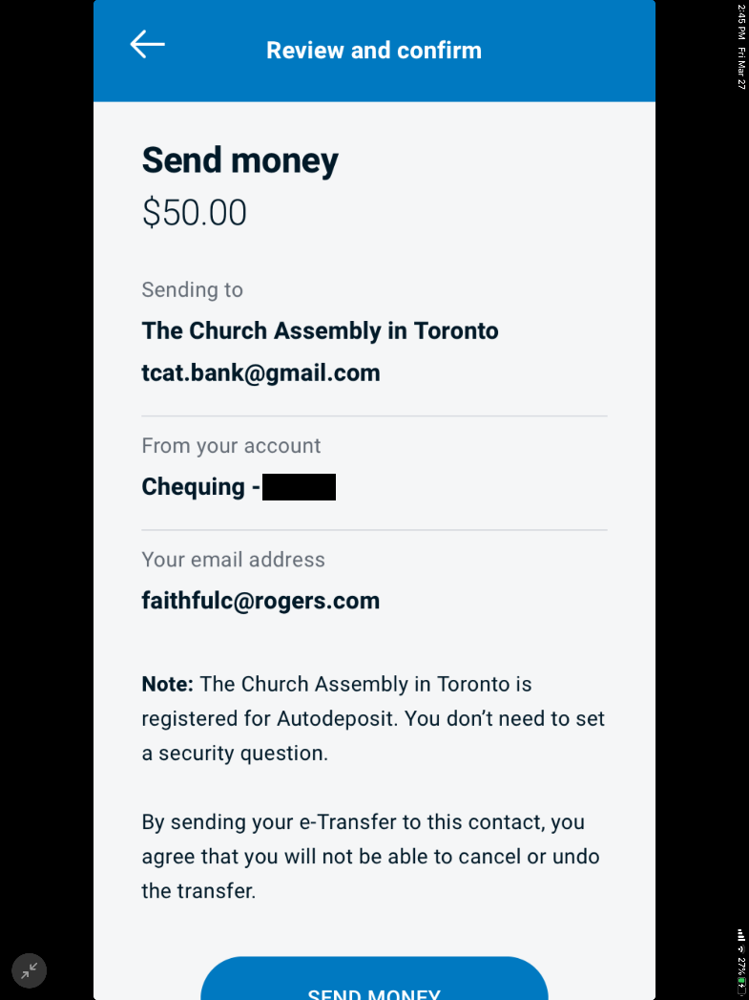 2:45 PM Fri Mar 27
Review and confirm
Send money
$50.00
Sending to
The Church Assembly in Toronto
tcat.bank@gmail.com
From your account
Chequing -
Your email address
faithfulc@rogers.com
Note: The Church Assembly in Toronto is
registered for Autodeposit. You don’t need to set
a security question.
By sending your e-Transfer to this contact, you
agree that you will not be able to cancel or undo
the transfer.
SEND MONEY
27%